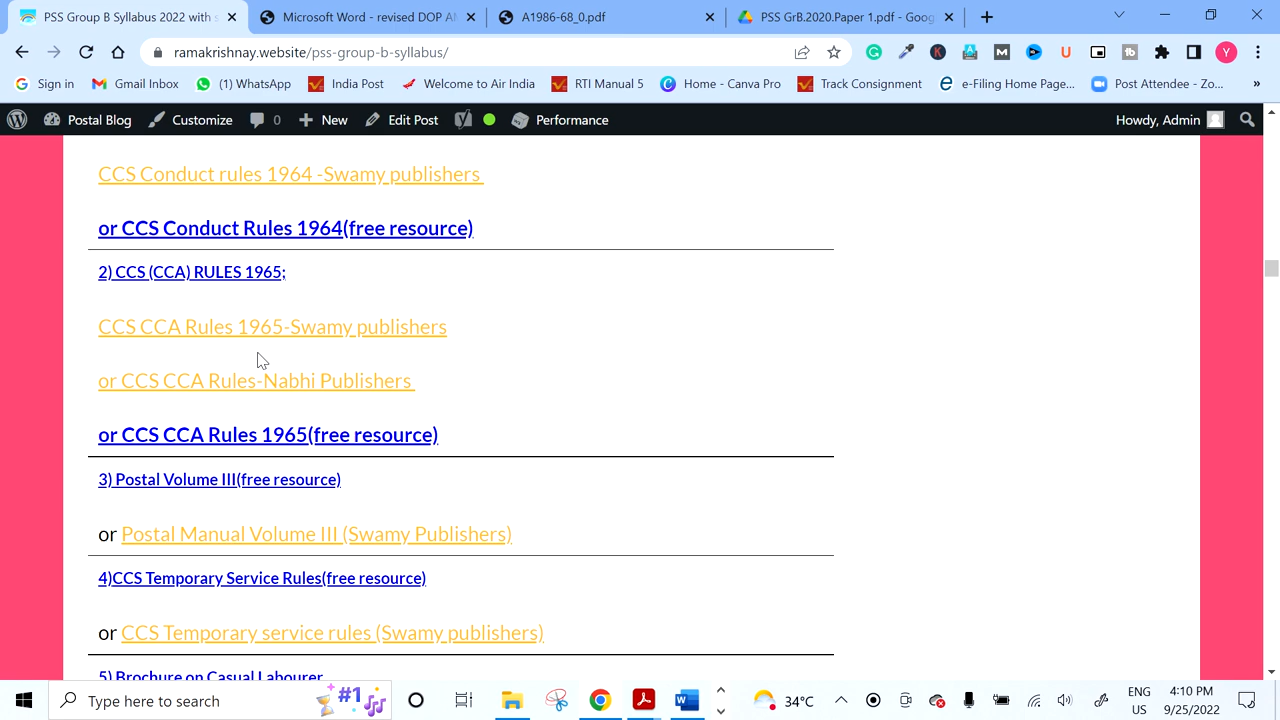 PSS Group B Syllabus 2022 with s
Microsoft Word - revised DOP AI
A1986-68_0.pdf
PSS GrB.2020.Paper 1.pdf - Goog
ramakrishnay.website/pss-group-b-syllabus/
Sign in
Gmail Inbox
(1) WhatsApp
India Post
Welcome to Air India
RTI Manual 5
Home - Canva Pro
Track Consignment
e-Filing Home Page...
Post Attendee - Zo...
Postal Blog
Customize
0
New
Edit Post
Performance
Howdy, Admin
CCS Conduct rules 1964 -Swamy publishers
or CCS Conduct Rules 1964(free resource)
2) CCS (CCA) RULES 1965;
CCS CCA Rules 1965-Swamy publishers
or CCS CCA Rules-Nabhi Publishers
or CCS CCA Rules 1965(free resource)
3) Postal Volume III(free resource)
or Postal Manual Volume III (Swamy Publishers)
4)CCS Temporary Service Rules(free resource)
or CCS Temporary service rules (Swamy publishers)
5) Brochure on Casual Labourer
Type here to search
#1
34°C
ENG
US
4:10 PM
9/25/2022